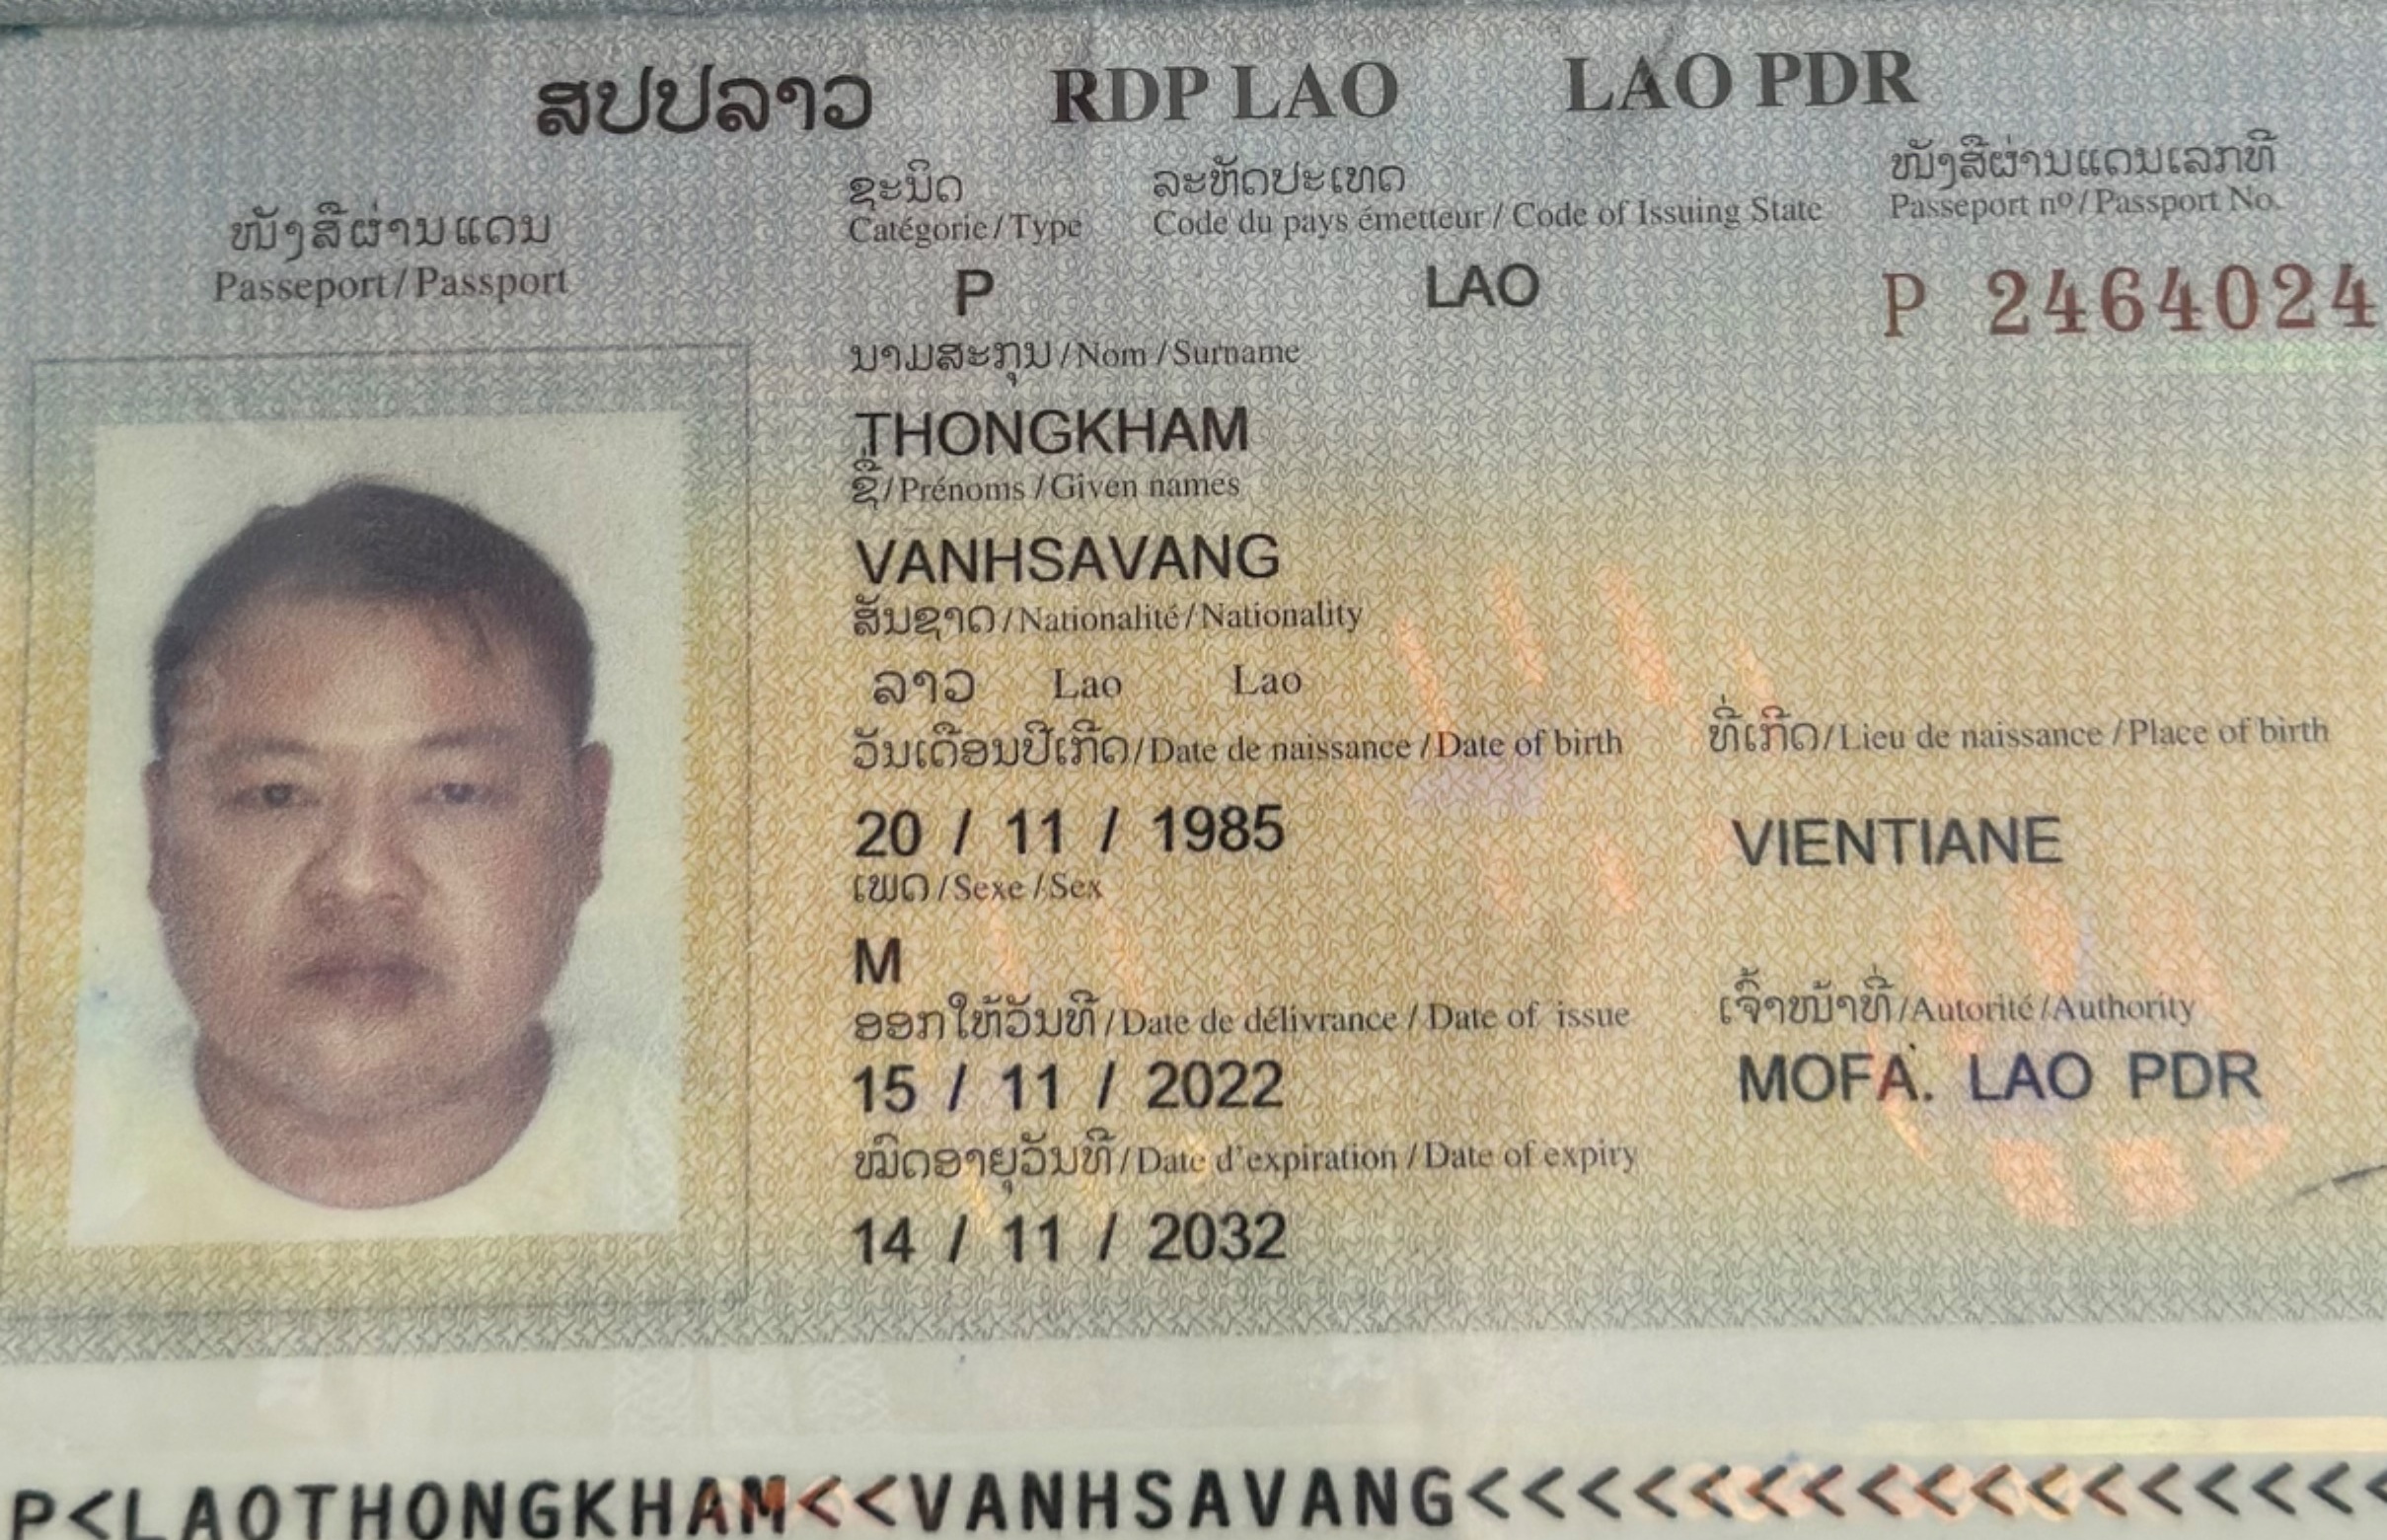 ສປປລາວ RDP LAO LAO PDR
ໜັງສືຜ່ານແດນ
Passeport/Passport
ຊະນິດ
Catégorie/Type
P
ລະຫັດປະເທດ
Code du pays émetteur/Code of Issuing State
LAO
ໜັງສືຜ່ານແດນເລກທີ
Passeport nº/Passport No.
P 2464024
ນາມສະກຸນ/Nom/Surname
THONGKHAM
ຊື່/Prénoms/Given names
VANHSAVANG
ສັນຊາດ/Nationalité/Nationality
ລາວ Lao Lao
ວັນເດືອນປີເກີດ/Date de naissance/Date of birth
20 / 11 / 1985
ທີ່ເກີດ/Lieu de naissance/Place of birth
VIENTIANE
ເພດ/Sexe/Sex
M
ອອກໃຫ້ວັນທີ/Date de délivrance/Date of issue
15 / 11 / 2022
ເຈົ້າໜ້າທີ່/Autorité/Authority
MOFA. LAO PDR
ໝົດອາຍຸວັນທີ/Date d'expiration/Date of expiry
14 / 11 / 2032
P<LAOTHONGKHAM<<VANHSAVANG<<<<<<<<<<<<<<<<<<